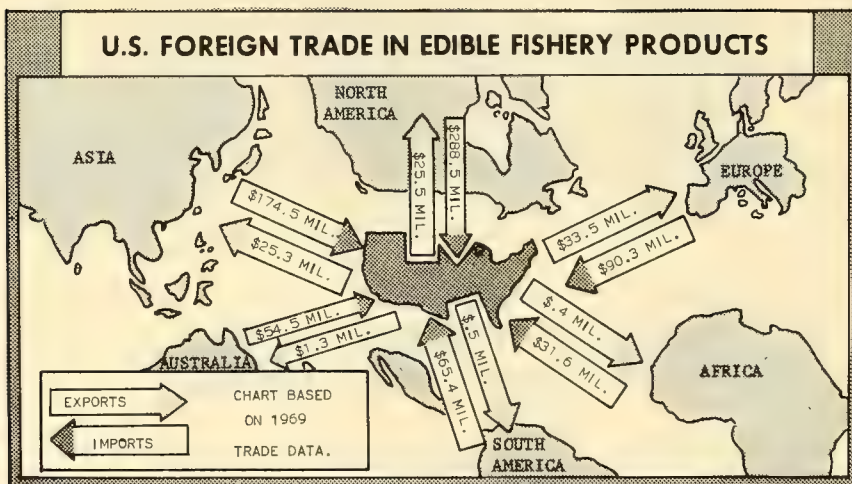 U.S. FOREIGN TRADE IN EDIBLE FISHERY PRODUCTS
NORTH
AMERICA
ASIA
EUROPE
$25.5 MIL.
$288.5 MIL.
$174.5 MIL.
$25.3 MIL.
$33.5 MIL.
$90.3 MIL.
$54.5 MIL.
$1.3 MIL.
$.5 MIL.
$65.4 MIL.
$.4 MIL.
$31.6 MIL.
AUSTRALIA
AFRICA
SOUTH
AMERICA
EXPORTS
IMPORTS
CHART BASED
ON 1969
TRADE DATA.